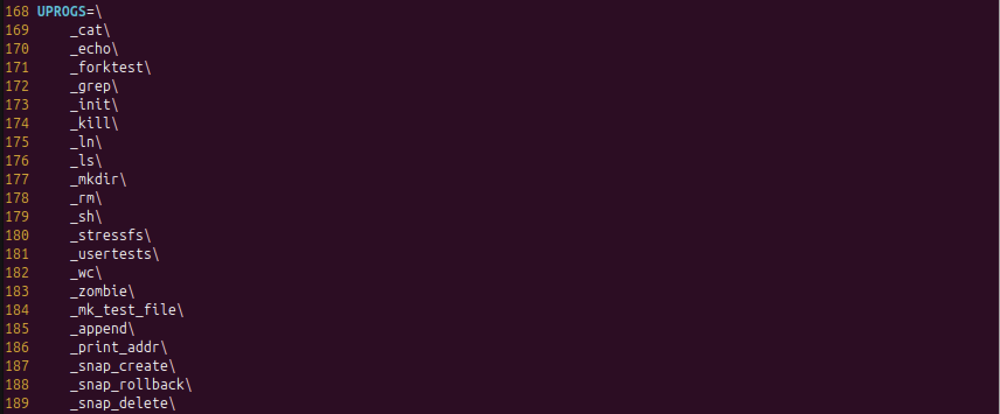 168 UPROGS=\
169     _cat\
170     _echo\
171     _forktest\
172     _grep\
173     _init\
174     _kill\
175     _ln\
176     _ls\
177     _mkdir\
178     _rm\
179     _sh\
180     _stressfs\
181     _usertests\
182     _wc\
183     _zombie\
184     _mk_test_file\
185     _append\
186     _print_addr\
187     _snap_create\
188     _snap_rollback\
189     _snap_delete\